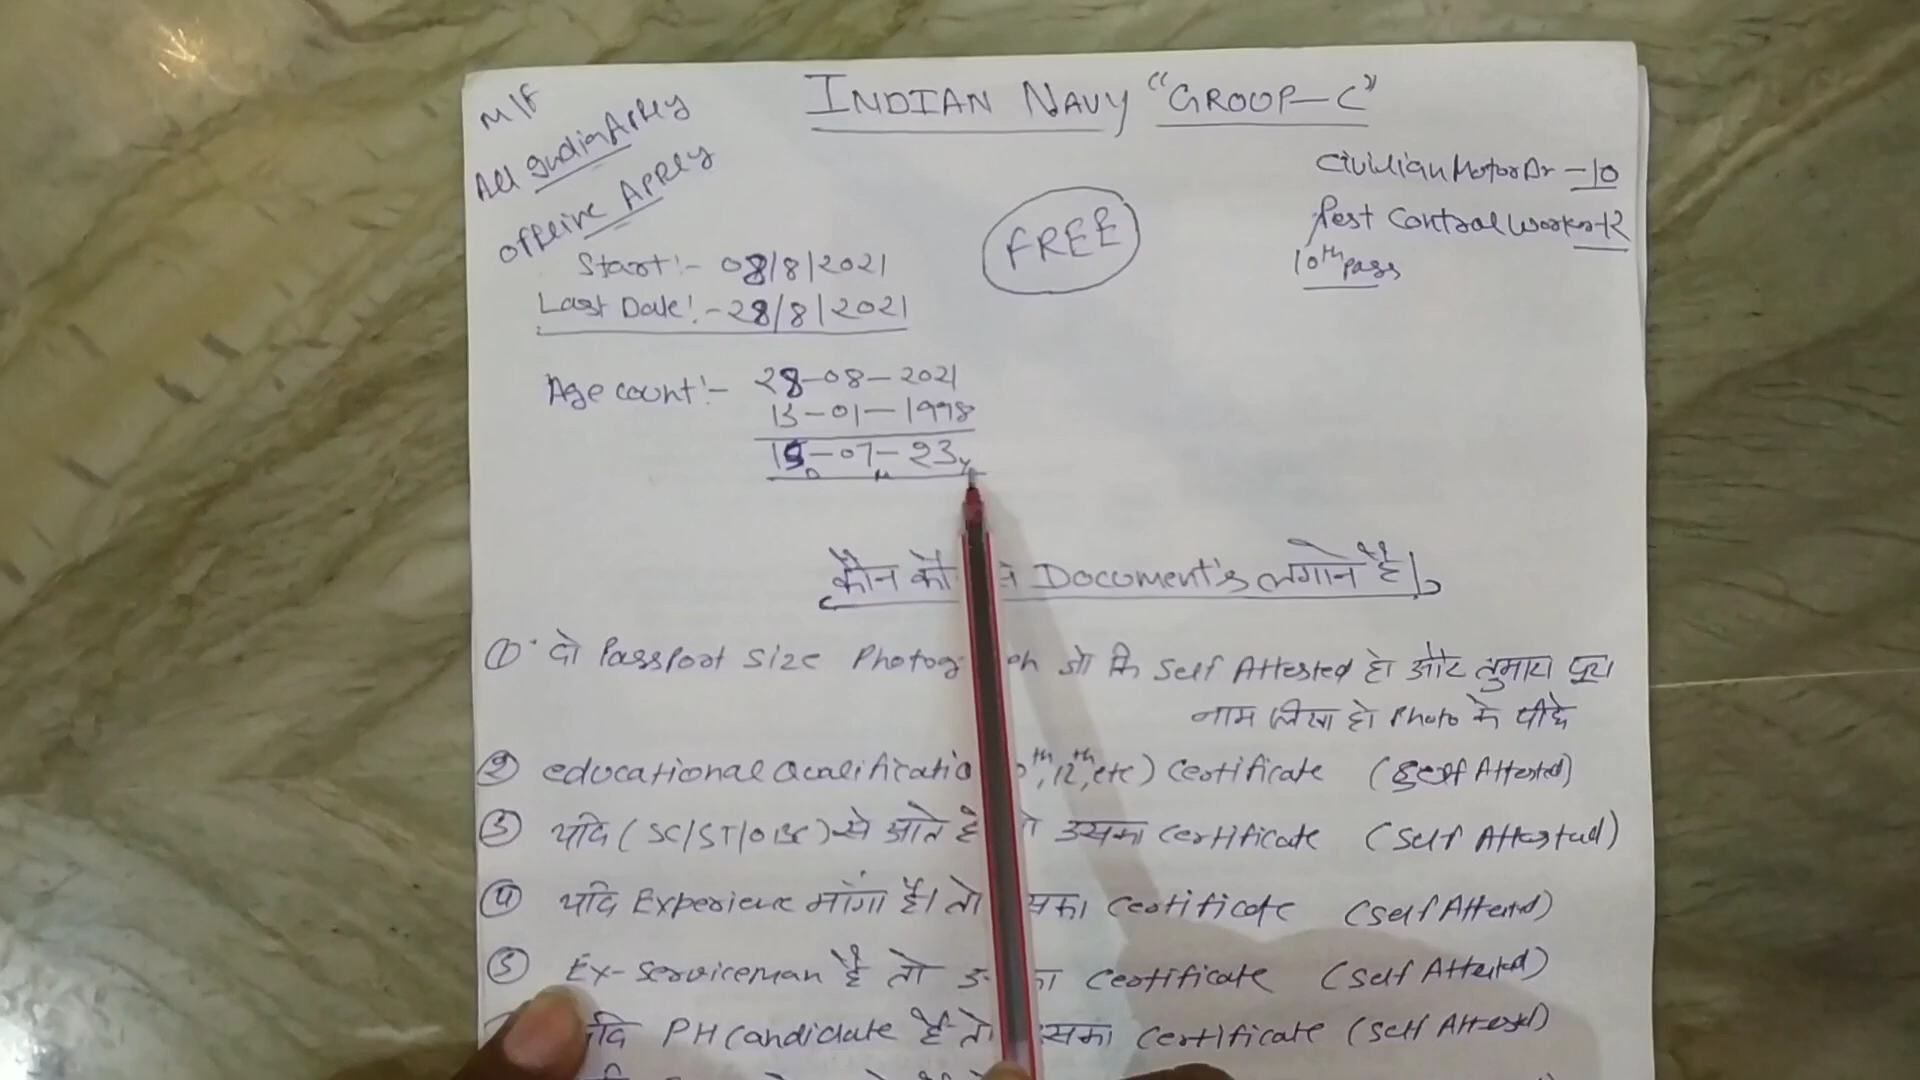 M/F
All India Apply
Offline Apply
INDIAN NAVY "GROOP-C"
Civilian Motor Dr - 10
Pest Control Worker-12
10th pass
FREE
Start:- 08/8/2021
Last Date:- 28/8/2021
Age count:- 28-08-2021
13-01-1998
15-07-23y
D M
कौन को Document's लगाने है।
① दो Passport Size Photog ph जो कि Self Attested हो और तुमारा पूरा
नाम लिखा हो Photo के पीछे
② educational Qualificatio th, 12th, etc) Certificate (Self Attested)
③ यदि (SC/ST/OBC) से आते है उसका Certificate (Self Attested)
④ यदि Experience मांगा है। तो सका Certificate (Self Attested)
⑤ Ex-Serviceman है तो उ का Certificate (Self Attested)
यदि PH Candidate है तो सका Certificate (Self Attested)